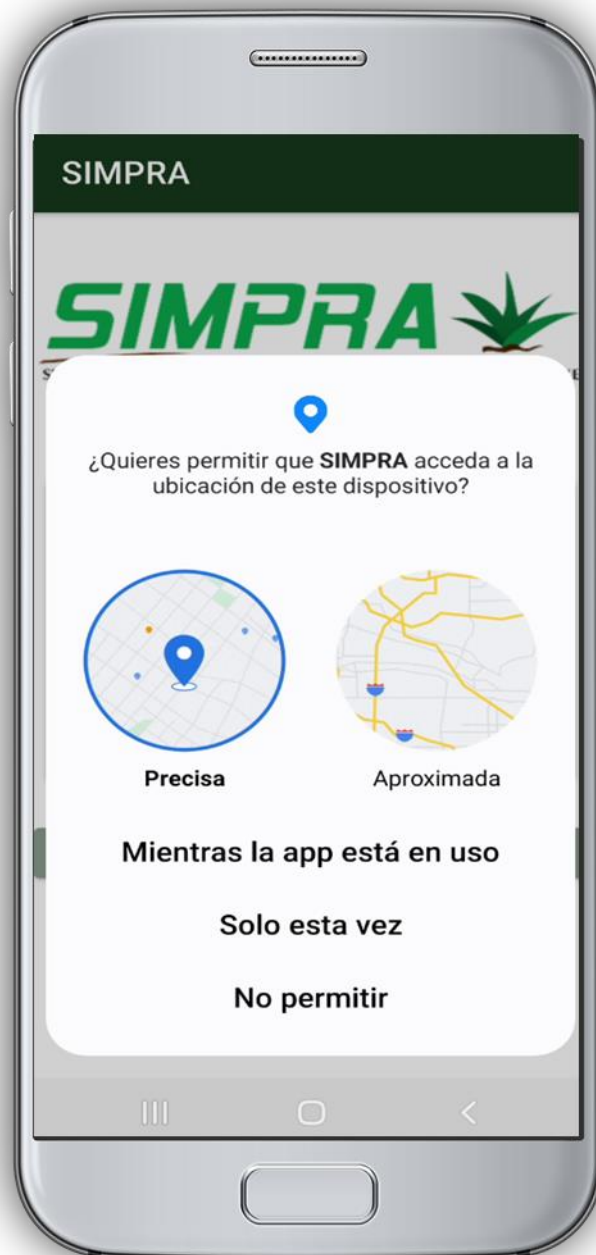 SIMPRA
SIMPRA
¿Quieres permitir que SIMPRA acceda a la
ubicación de este dispositivo?
Precisa
Aproximada
Mientras la app está en uso
Solo esta vez
No permitir